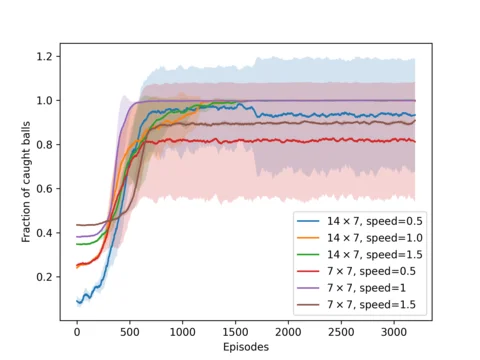 1.2
1.0
0.8
0.6
0.4
0.2
Fraction of caught balls
14 × 7, speed=0.5
14 × 7, speed=1.0
14 × 7, speed=1.5
7 × 7, speed=0.5
7 × 7, speed=1
7 × 7, speed=1.5
0 500 1000 1500 2000 2500 3000
Episodes